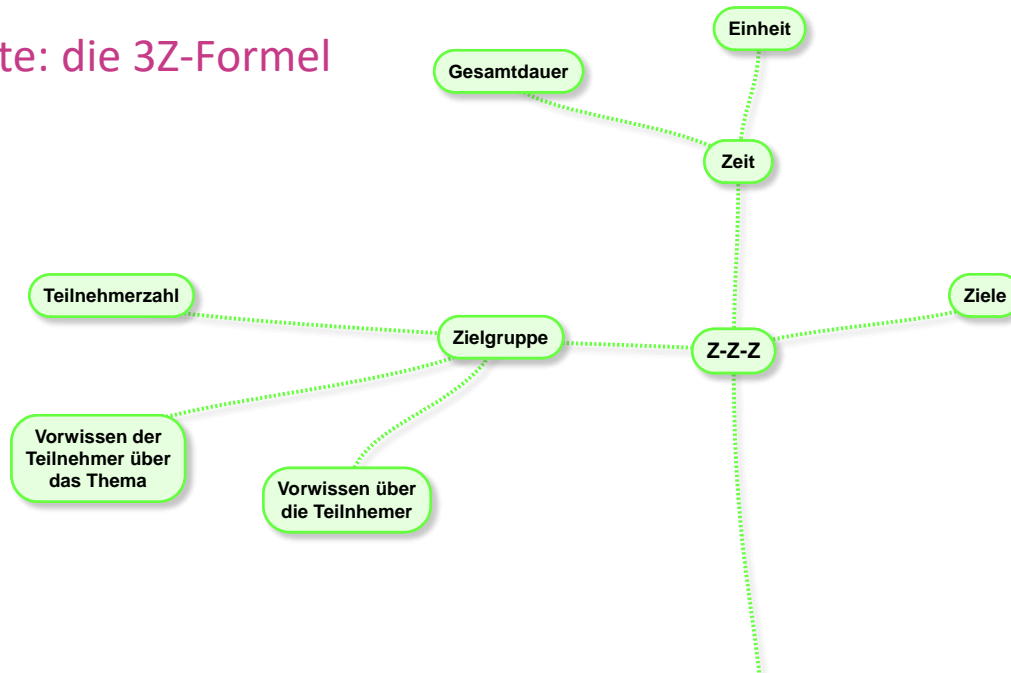 te: die 3Z-Formel
Einheit
Gesamtdauer
Zeit
Teilnehmerzahl
Ziele
Zielgruppe
Z-Z-Z
Vorwissen der
Teilnehmer über
das Thema
Vorwissen über
die Teilnhemer